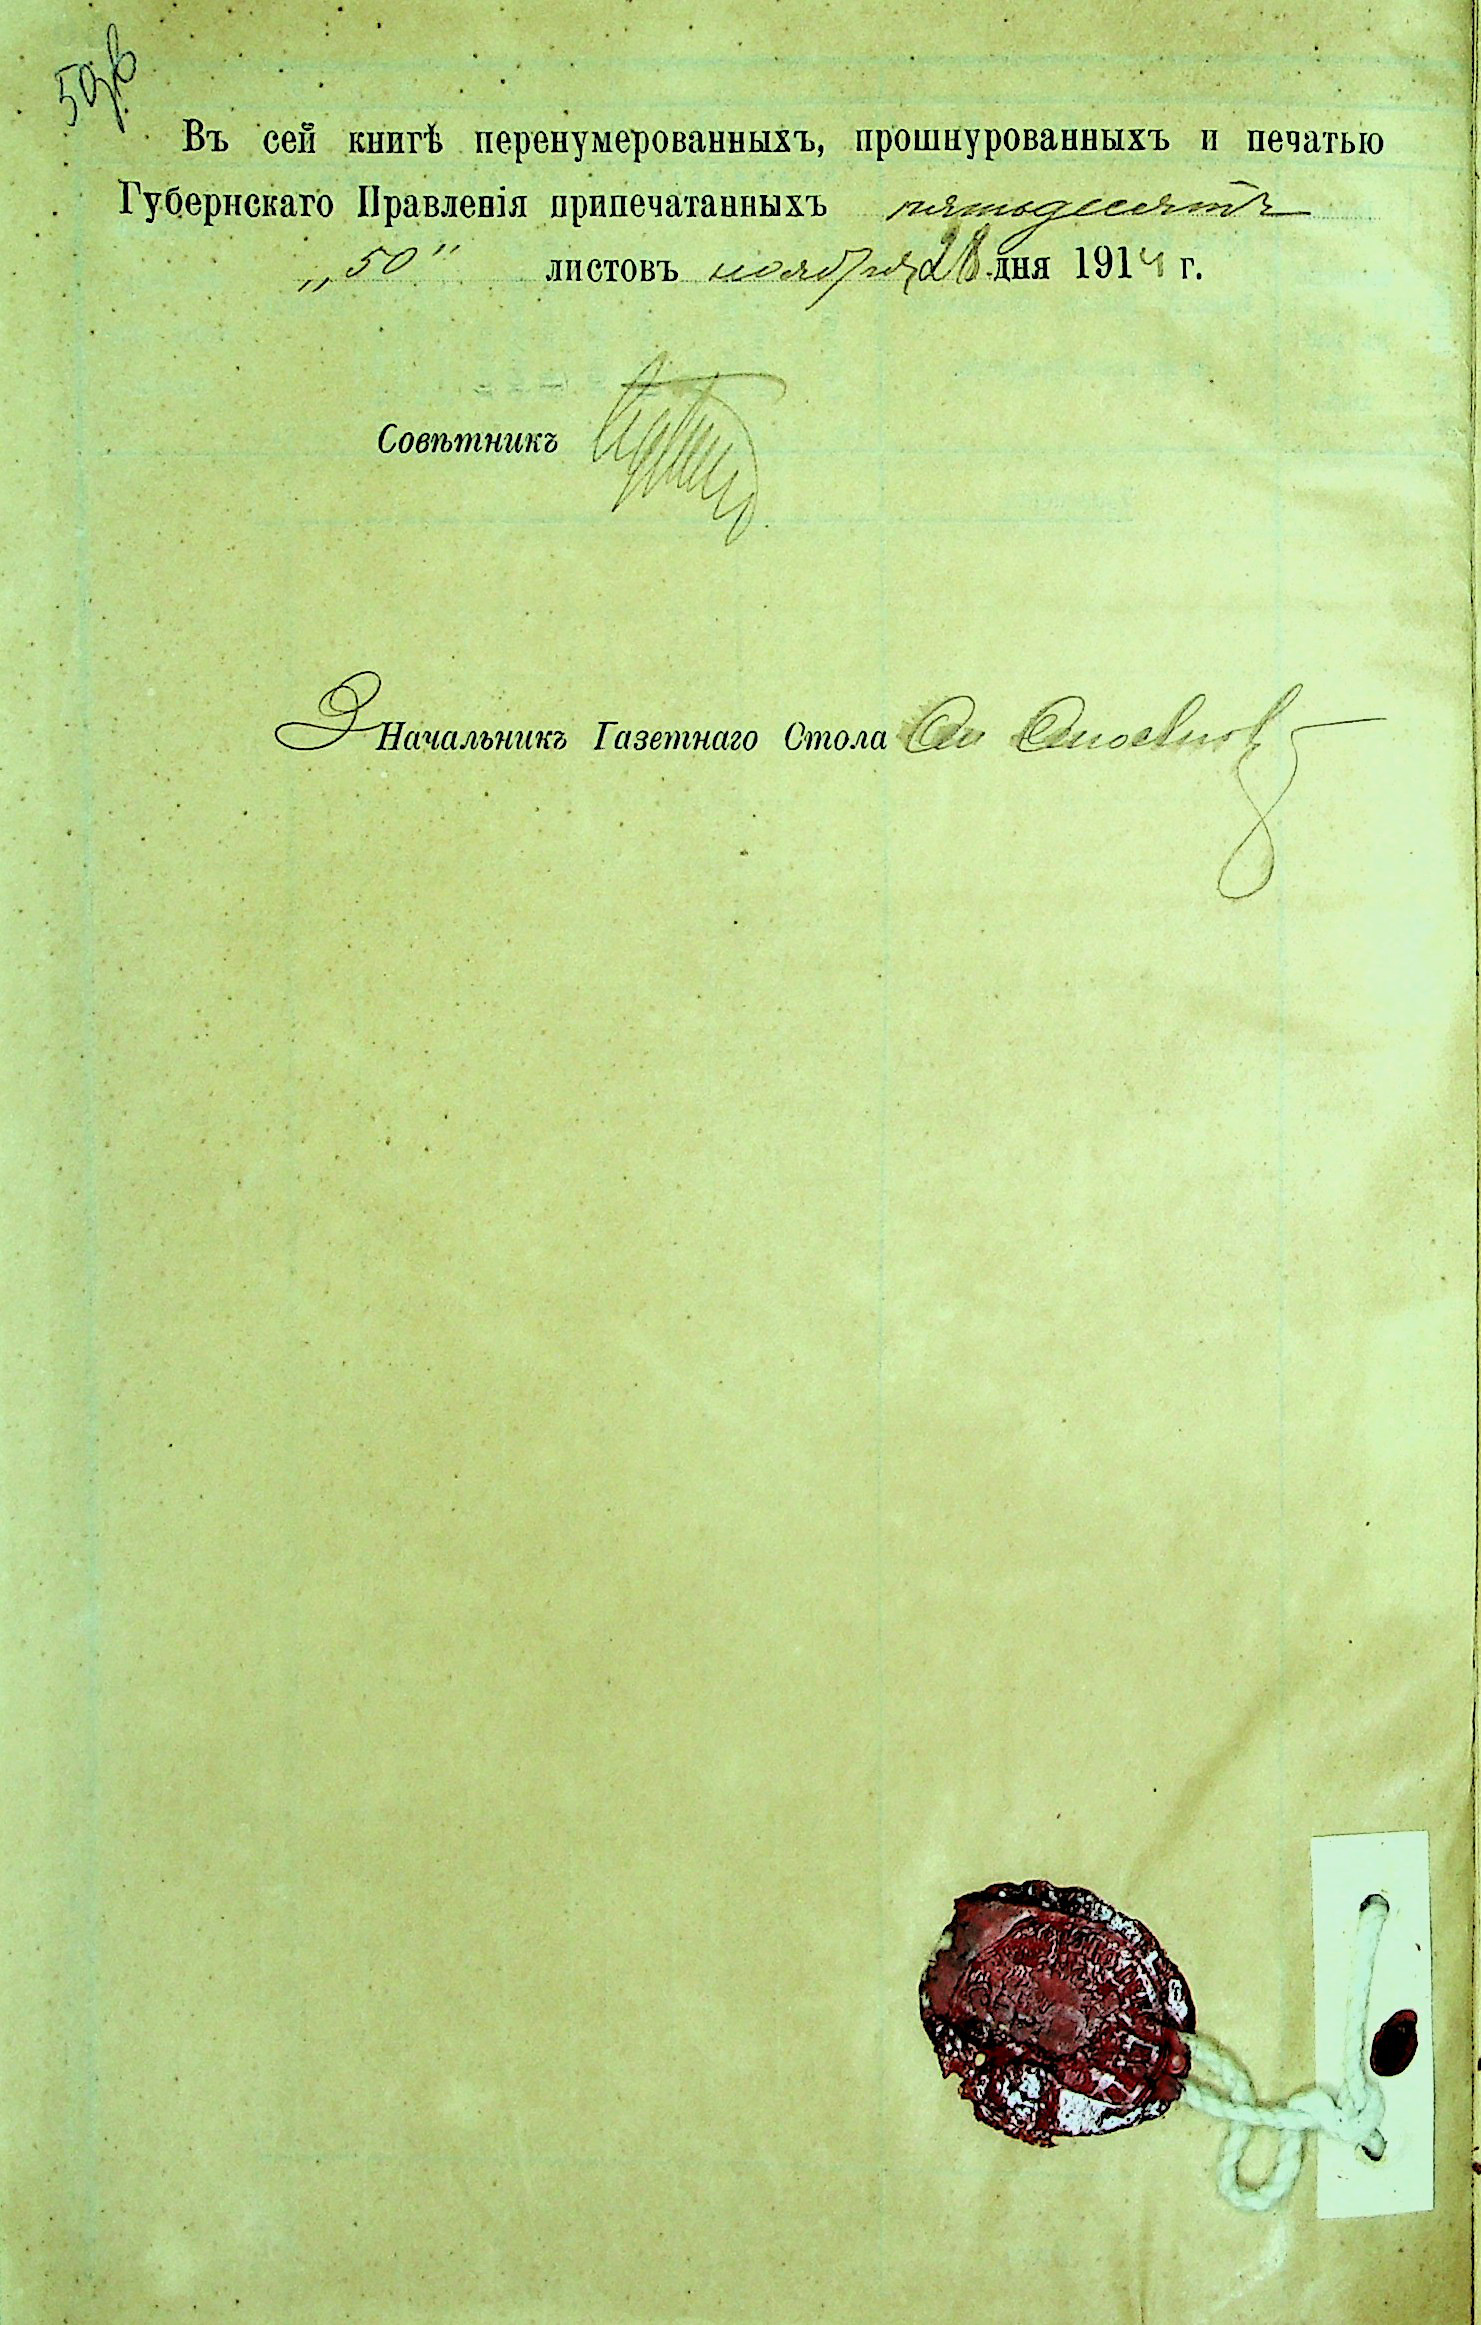 Въ сей книгѣ перенумерованныхъ, прошнурованныхъ и печатью
Губернскаго Правленія припечатанныхъ пятьдесятъ
„50" листовъ ноября 28 дня 1914 г.
Совѣтникъ
Начальникъ Газетнаго Стола